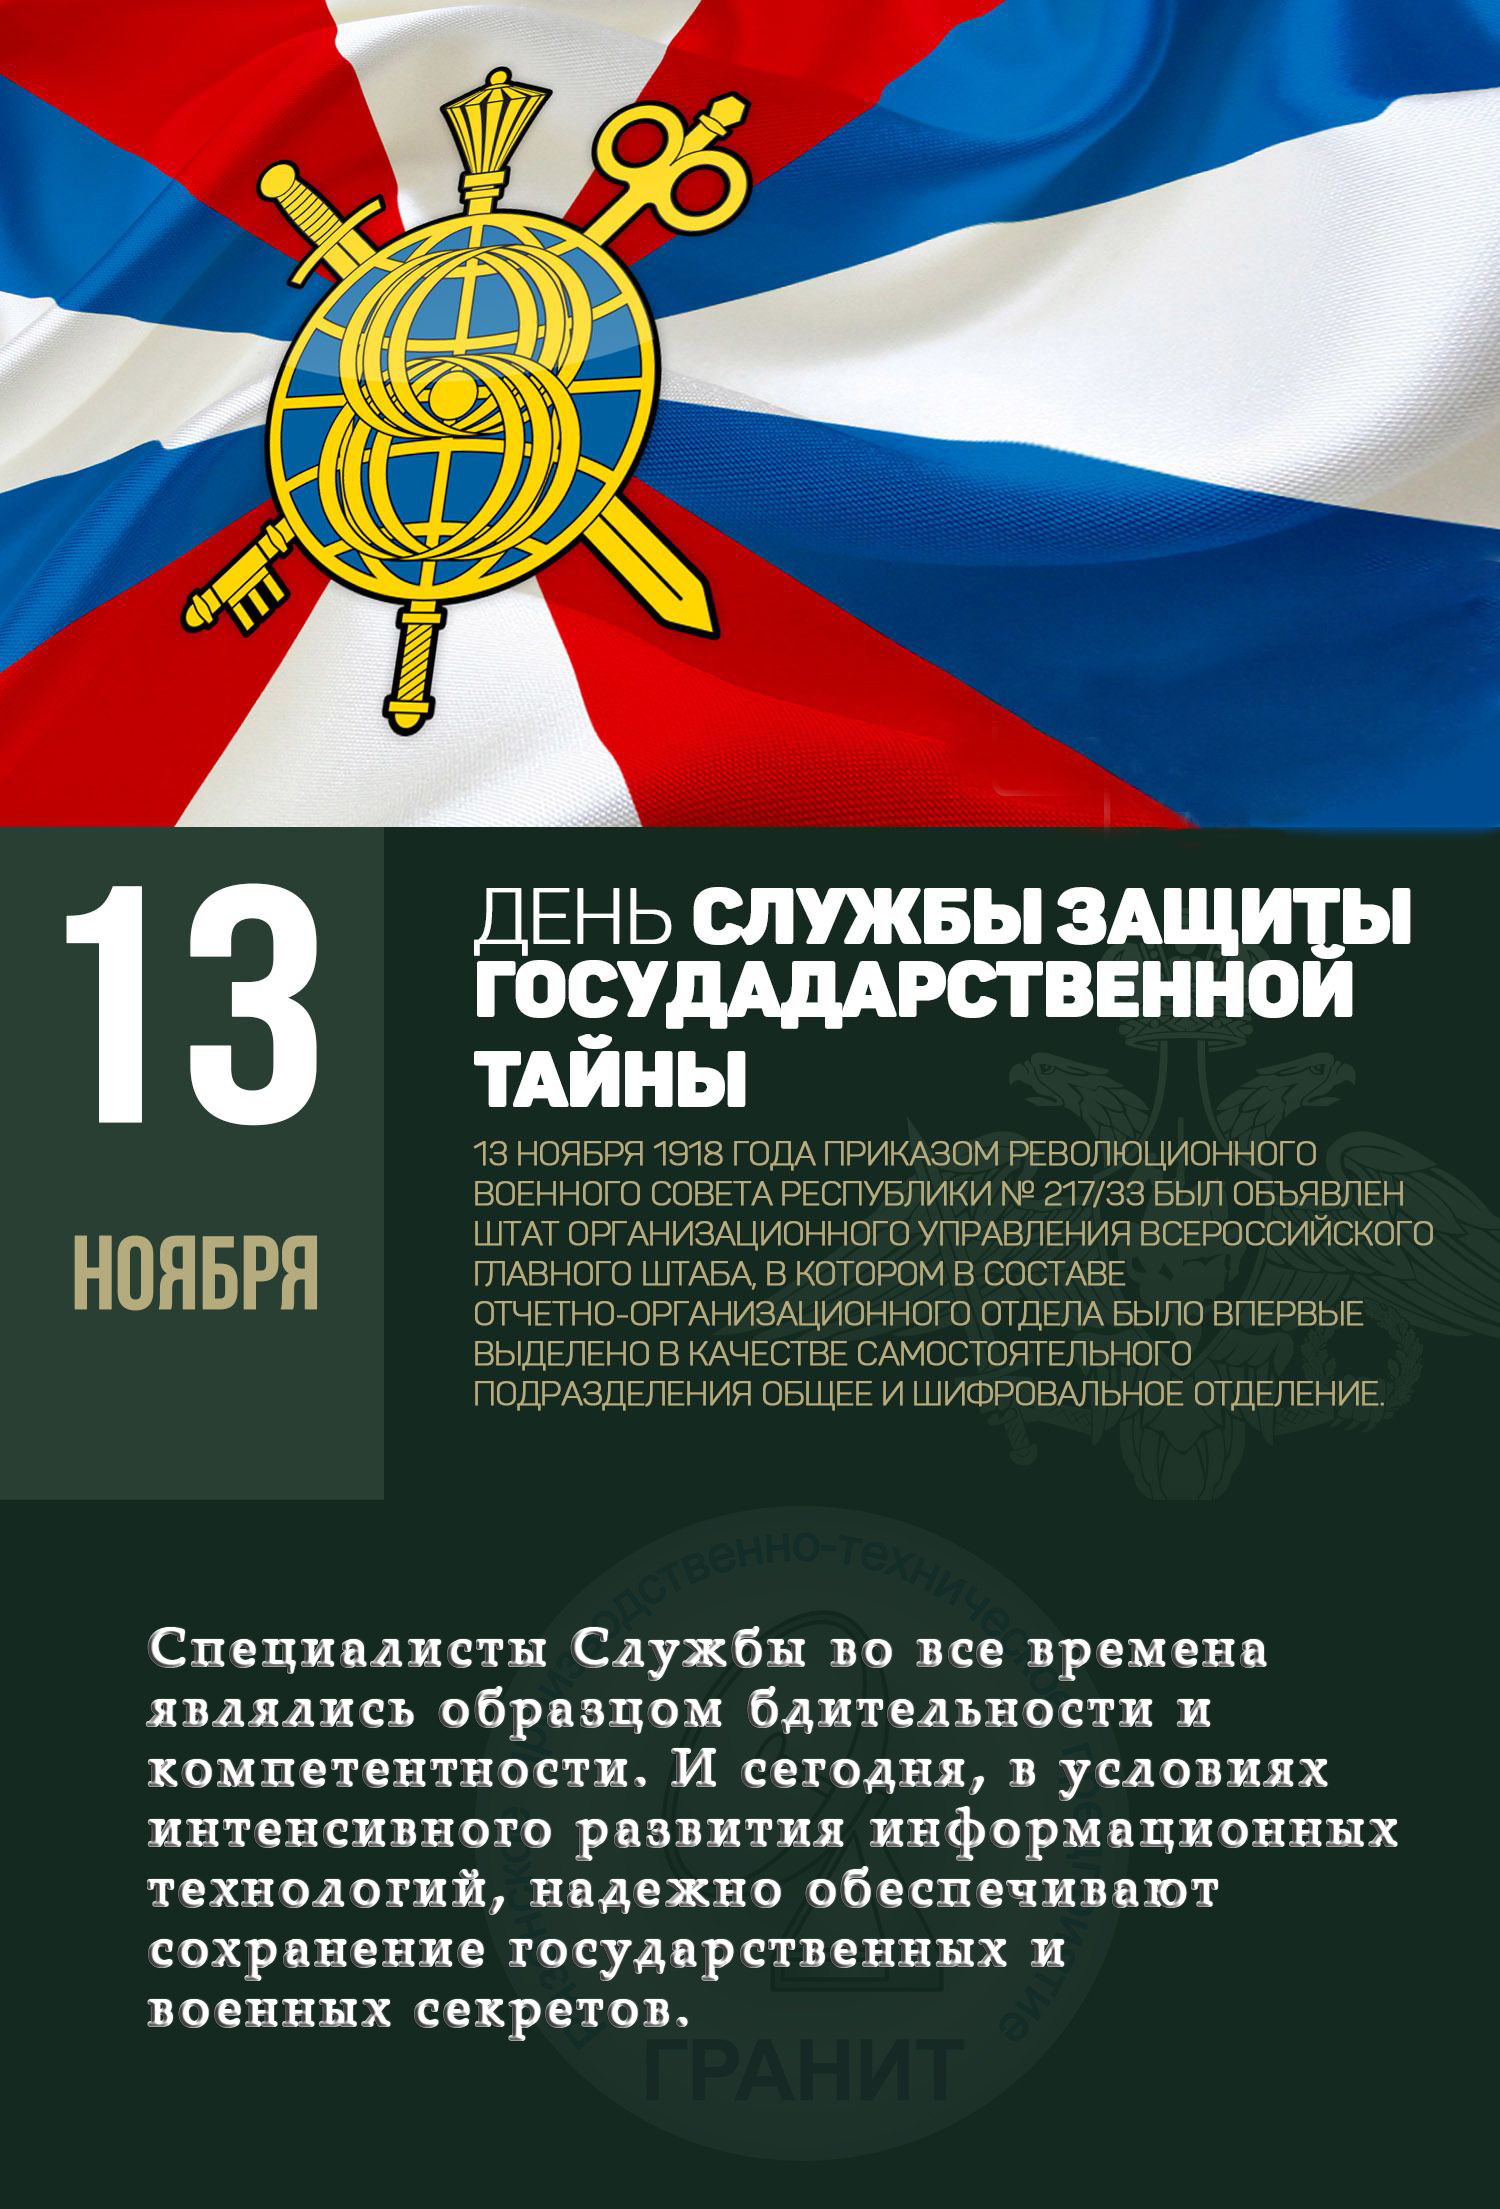 13
НОЯБРЯ
ДЕНЬ СЛУЖБЫ ЗАЩИТЫ
ГОСУДАДАРСТВЕННОЙ
ТАЙНЫ
13 НОЯБРЯ 1918 ГОДА ПРИКАЗОМ РЕВОЛЮЦИОННОГО
ВОЕННОГО СОВЕТА РЕСПУБЛИКИ № 217/33 БЫЛ ОБЪЯВЛЕН
ШТАТ ОРГАНИЗАЦИОННОГО УПРАВЛЕНИЯ ВСЕРОССИЙСКОГО
ГЛАВНОГО ШТАБА, В КОТОРОМ В СОСТАВЕ
ОТЧЕТНО-ОРГАНИЗАЦИОННОГО ОТДЕЛА БЫЛО ВПЕРВЫЕ
ВЫДЕЛЕНО В КАЧЕСТВЕ САМОСТОЯТЕЛЬНОГО
ПОДРАЗДЕЛЕНИЯ ОБЩЕЕ И ШИФРОВАЛЬНОЕ ОТДЕЛЕНИЕ.
Специалисты Службы во все времена
являлись образцом бдительности и
компетентности. И сегодня, в условиях
интенсивного развития информационных
технологий, надежно обеспечивают
сохранение государственных и
военных секретов.
ГРАНИТ